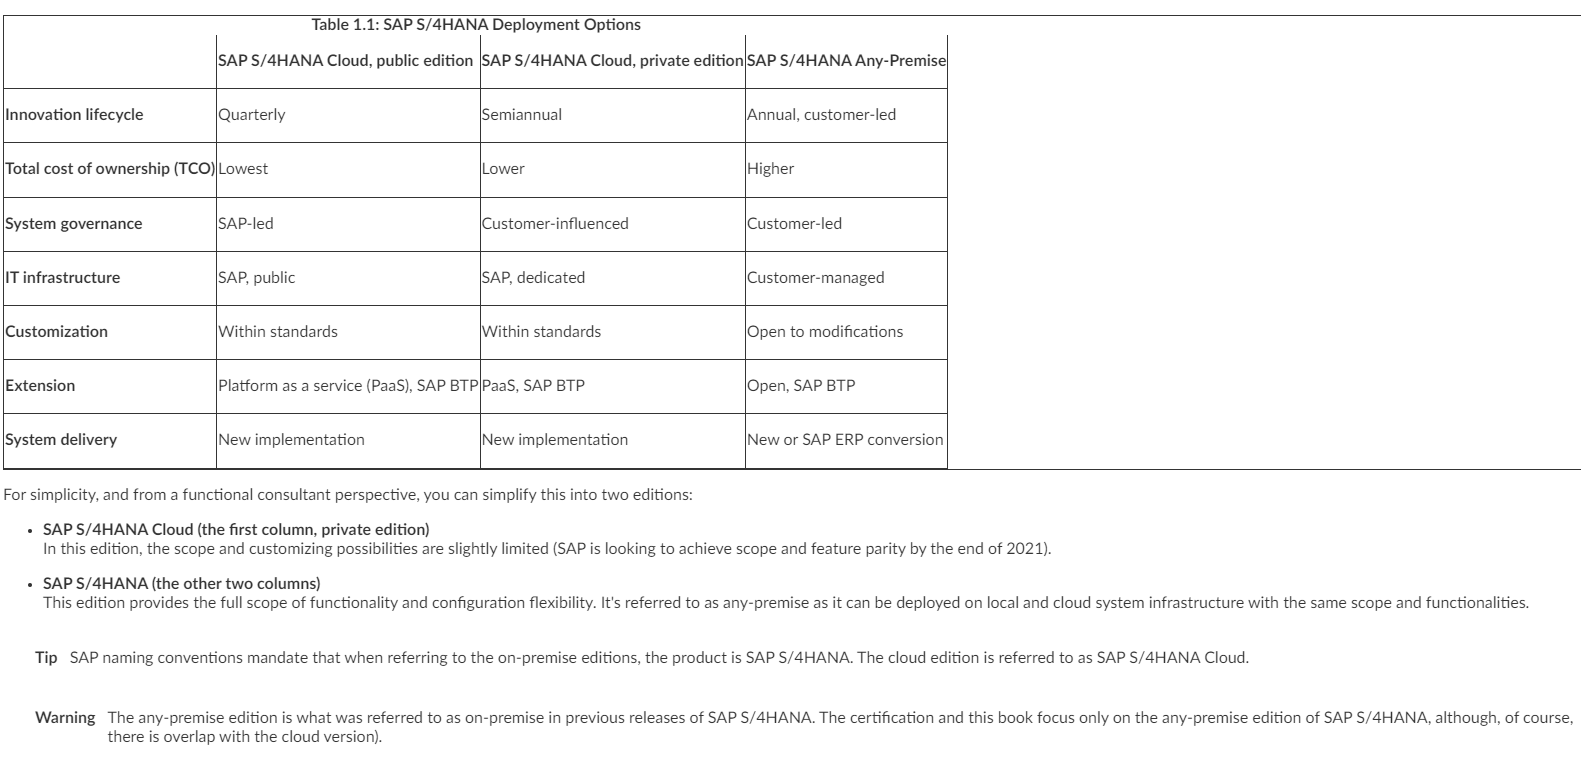 Table 1.1: SAP S/4HANA Deployment Options
SAP S/4HANA Cloud, public edition SAP S/4HANA Cloud, private edition SAP S/4HANA Any-Premise
Innovation lifecycle Quarterly Semiannual Annual, customer-led
Total cost of ownership (TCO) Lowest Lower Higher
System governance SAP-led Customer-influenced Customer-led
IT infrastructure SAP, public SAP, dedicated Customer-managed
Customization Within standards Within standards Open to modifications
Extension Platform as a service (PaaS), SAP BTP PaaS, SAP BTP Open, SAP BTP
System delivery New implementation New implementation New or SAP ERP conversion
For simplicity, and from a functional consultant perspective, you can simplify this into two editions:
• SAP S/4HANA Cloud (the first column, private edition)
In this edition, the scope and customizing possibilities are slightly limited (SAP is looking to achieve scope and feature parity by the end of 2021).
• SAP S/4HANA (the other two columns)
This edition provides the full scope of functionality and configuration flexibility. It's referred to as any-premise as it can be deployed on local and cloud system infrastructure with the same scope and functionalities.
Tip SAP naming conventions mandate that when referring to the on-premise editions, the product is SAP S/4HANA. The cloud edition is referred to as SAP S/4HANA Cloud.
Warning The any-premise edition is what was referred to as on-premise in previous releases of SAP S/4HANA. The certification and this book focus only on the any-premise edition of SAP S/4HANA, although, of course,
there is overlap with the cloud version).